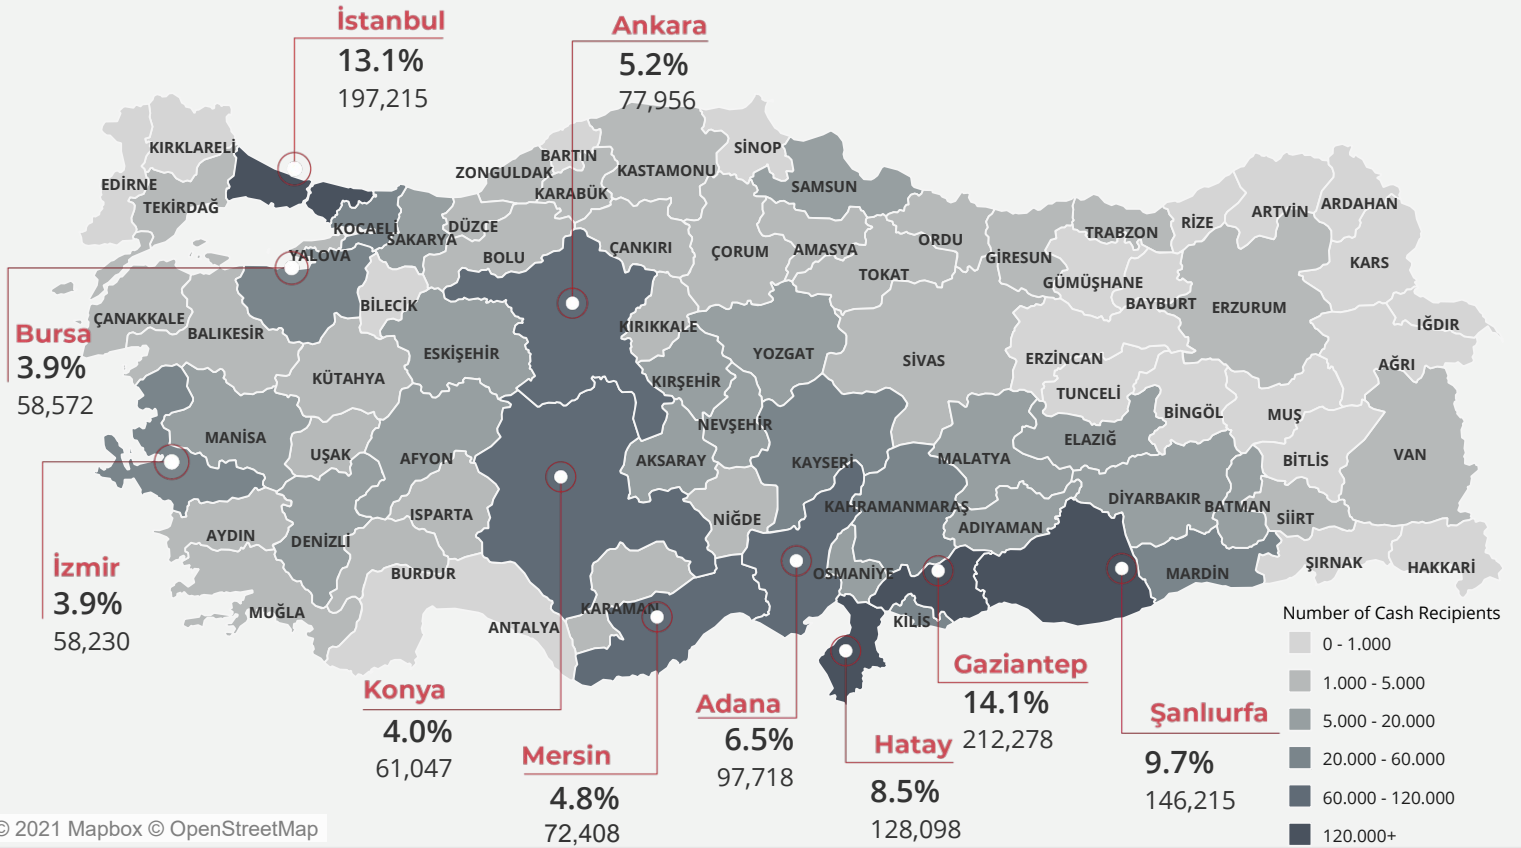 İstanbul
13.1%
197,215
Ankara
5.2%
77,956
KIRKLARELİ
EDİRNE
TEKİRDAĞ
BARTIN
ZONGULDAK
KARABÜK
KASTAMONU
SİNOP
SAMSUN
KOCAELİ
SAKARYA
DÜZCE
YALOVA
BOLU
ÇANKIRI
ÇORUM
AMASYA
TOKAT
ORDU
GİRESUN
TRABZON
RİZE
ARTVİN
ARDAHAN
KARS
GÜMÜŞHANE
BAYBURT
ERZURUM
IĞDIR
AĞRI
ÇANAKKALE
BALIKESİR
BİLECİK
KÜTAHYA
ESKİŞEHİR
KIRIKKALE
KIRŞEHİR
YOZGAT
SİVAS
ERZİNCAN
TUNCELİ
BİNGÖL
MUŞ
BİTLİS
VAN
Bursa
3.9%
58,572
MANİSA
UŞAK
AFYON
NEVŞEHİR
AKSARAY
KAYSERİ
MALATYA
ELAZIĞ
DİYARBAKIR
BATMAN
SİİRT
ŞIRNAK
HAKKARİ
AYDIN
DENİZLİ
ISPARTA
NİĞDE
KAHRAMANMARAŞ
ADIYAMAN
OSMANİYE
MARDİN
BURDUR
MUĞLA
ANTALYA
KARAMAN
KİLİS
İzmir
3.9%
58,230
Konya
4.0%
61,047
Mersin
4.8%
72,408
Adana
6.5%
97,718
Hatay
8.5%
128,098
Gaziantep
14.1%
212,278
Şanlıurfa
9.7%
146,215
Number of Cash Recipients
0 - 1.000
1.000 - 5.000
5.000 - 20.000
20.000 - 60.000
60.000 - 120.000
120.000+
© 2021 Mapbox © OpenStreetMap